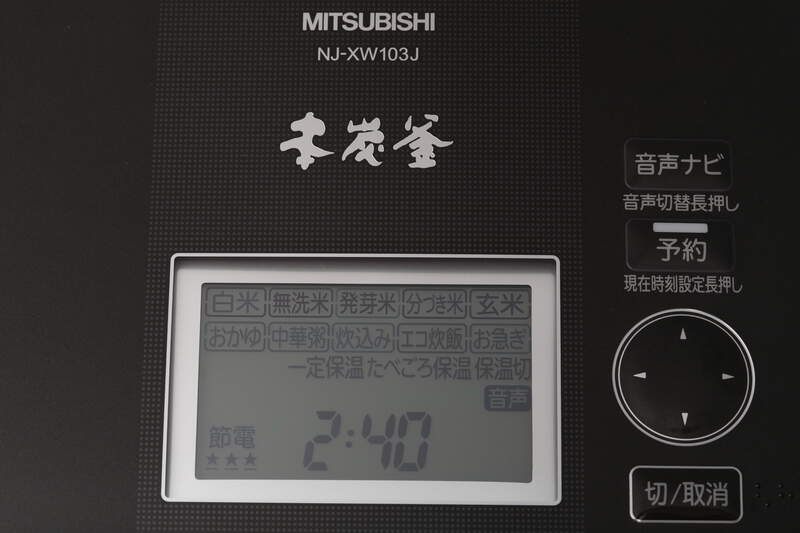 MITSUBISHI
NJ-XW103J
本炭釜
音声ナビ
音声切替長押し
予約
現在時刻設定長押し
白米 無洗米 発芽米 分づき米 玄米
おかゆ 中華粥 炊込み エコ炊飯 お急ぎ
一定保温 たべごろ保温 保温切
音声
節電 2:40
★★★
切/取消